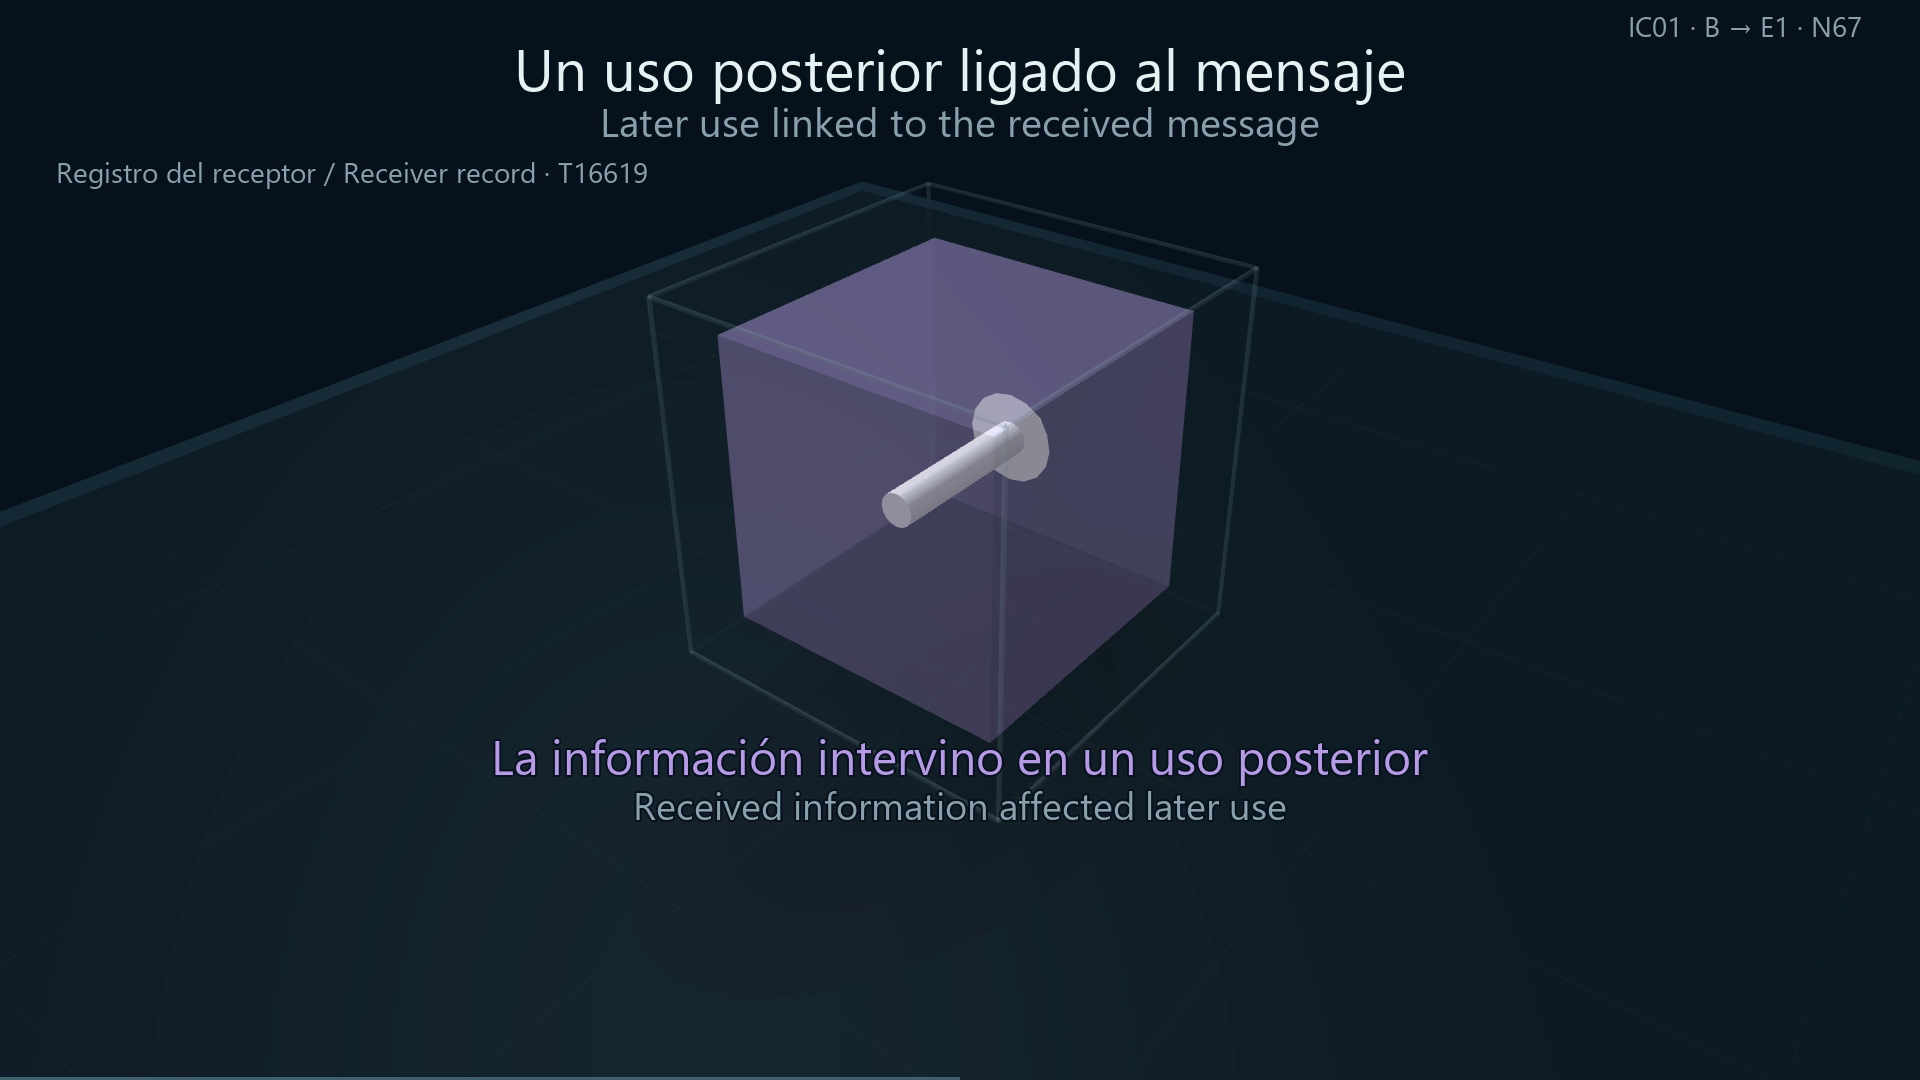 IC01 · B → E1 · N67
Un uso posterior ligado al mensaje
Later use linked to the received message
Registro del receptor / Receiver record · T16619
La información intervino en un uso posterior
Received information affected later use